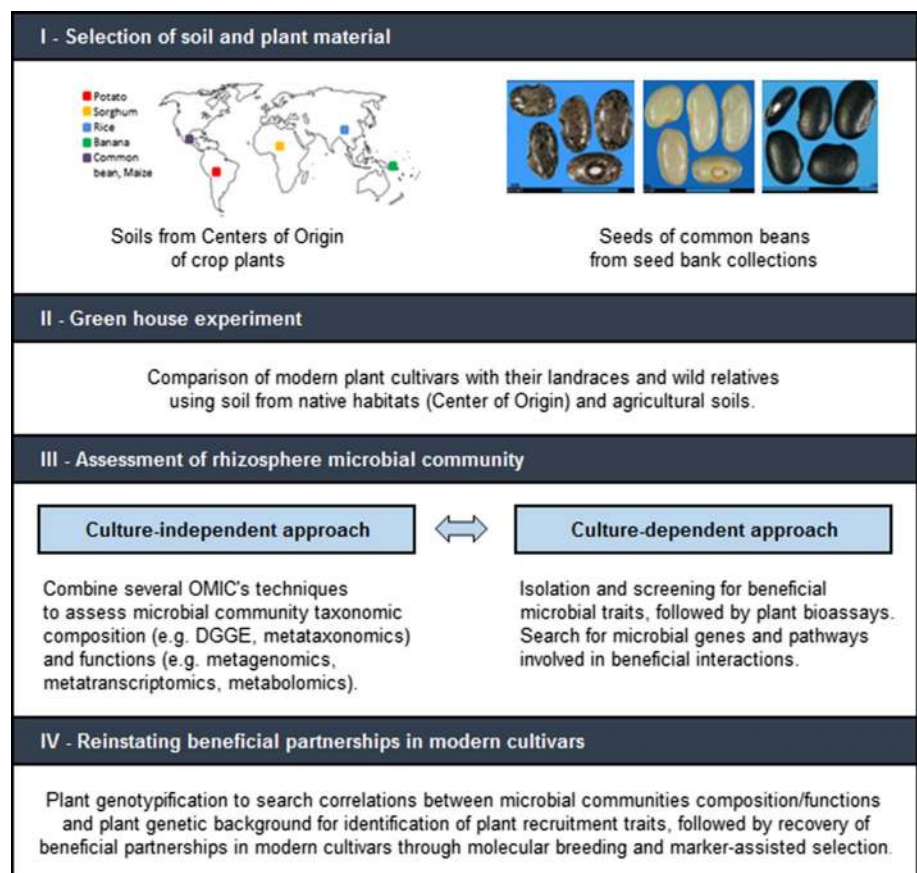 I - Selection of soil and plant material
Potato
Sorghum
Rice
Banana
Common
bean, Maize
Soils from Centers of Origin
of crop plants
Seeds of common beans
from seed bank collections
II - Green house experiment
Comparison of modern plant cultivars with their landraces and wild relatives
using soil from native habitats (Center of Origin) and agricultural soils.
III - Assessment of rhizosphere microbial community
Culture-independent approach
Culture-dependent approach
Combine several OMIC's techniques
to assess microbial community taxonomic
composition (e.g. DGGE, metataxonomics)
and functions (e.g. metagenomics,
metatranscriptomics, metabolomics).
Isolation and screening for beneficial
microbial traits, followed by plant bioassays.
Search for microbial genes and pathways
involved in beneficial interactions.
IV - Reinstating beneficial partnerships in modern cultivars
Plant genotypification to search correlations between microbial communities composition/functions
and plant genetic background for identification of plant recruitment traits, followed by recovery of
beneficial partnerships in modern cultivars through molecular breeding and marker-assisted selection.